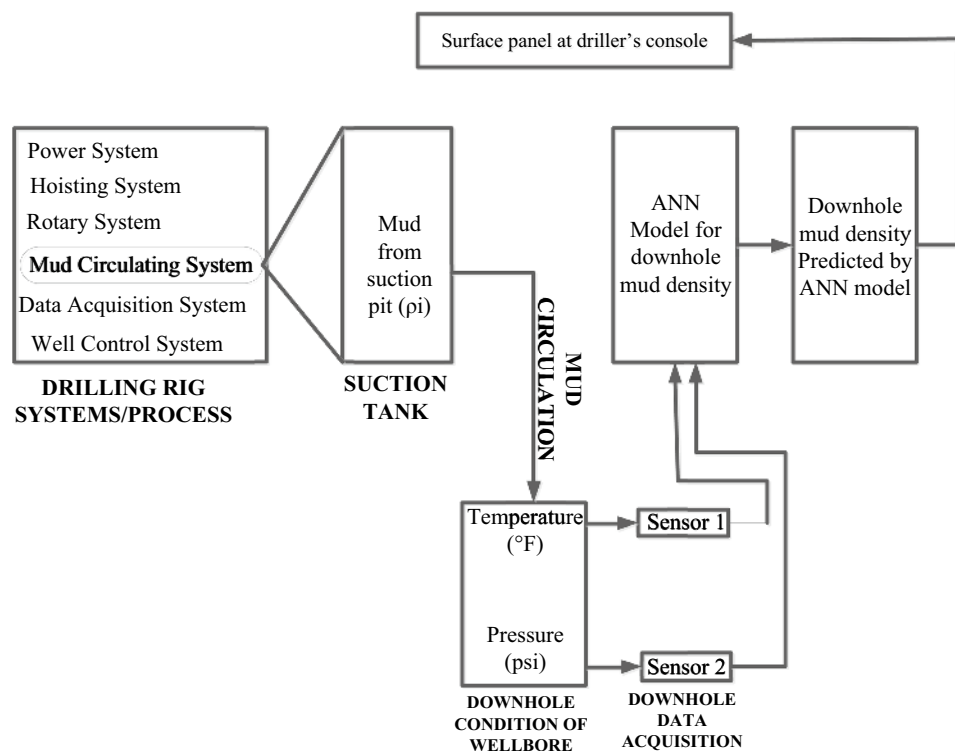 Surface panel at driller’s console
Power System
Hoisting System
Rotary System
Mud Circulating System
Data Acquisition System
Well Control System
DRILLING RIG
SYSTEMS/PROCESS
Mud
from
suction
pit (ρi)
SUCTION
TANK
MUD
CIRCULATION
ANN
Model for
downhole
mud density
Downhole
mud density
Predicted by
ANN model
Temperature
(°F)
Pressure
(psi)
DOWNHOLE
CONDITION OF
WELLBORE
Sensor 1
Sensor 2
DOWNHOLE
DATA
ACQUISITION